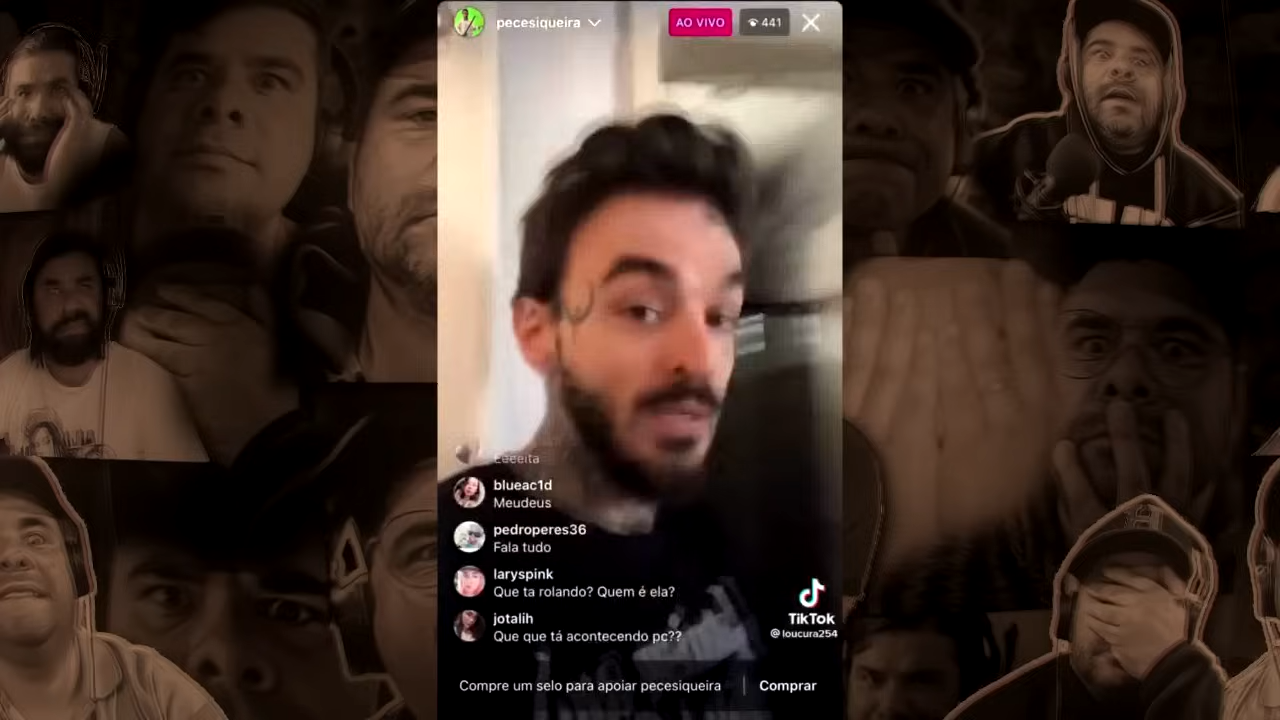 pecesiqueira
AO VIVO
441
Eeeeita
blueac1d
Meudeus
pedroperes36
Fala tudo
laryspink
Que ta rolando? Quem é ela?
jotalih
Que que tá acontecendo pc??
TikTok
@loucura254
Compre um selo para apoiar pecesiqueira
Comprar